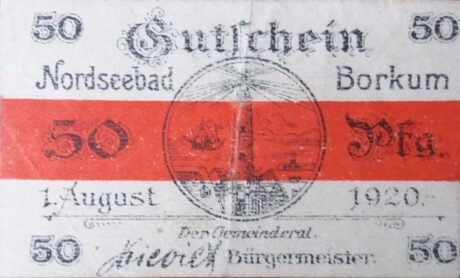 50 Gutschein 50
Nordseebad Borkum
50 Pfg.
1. August 1920.
Der Gemeinderat.
50 Bürgermeister. 50